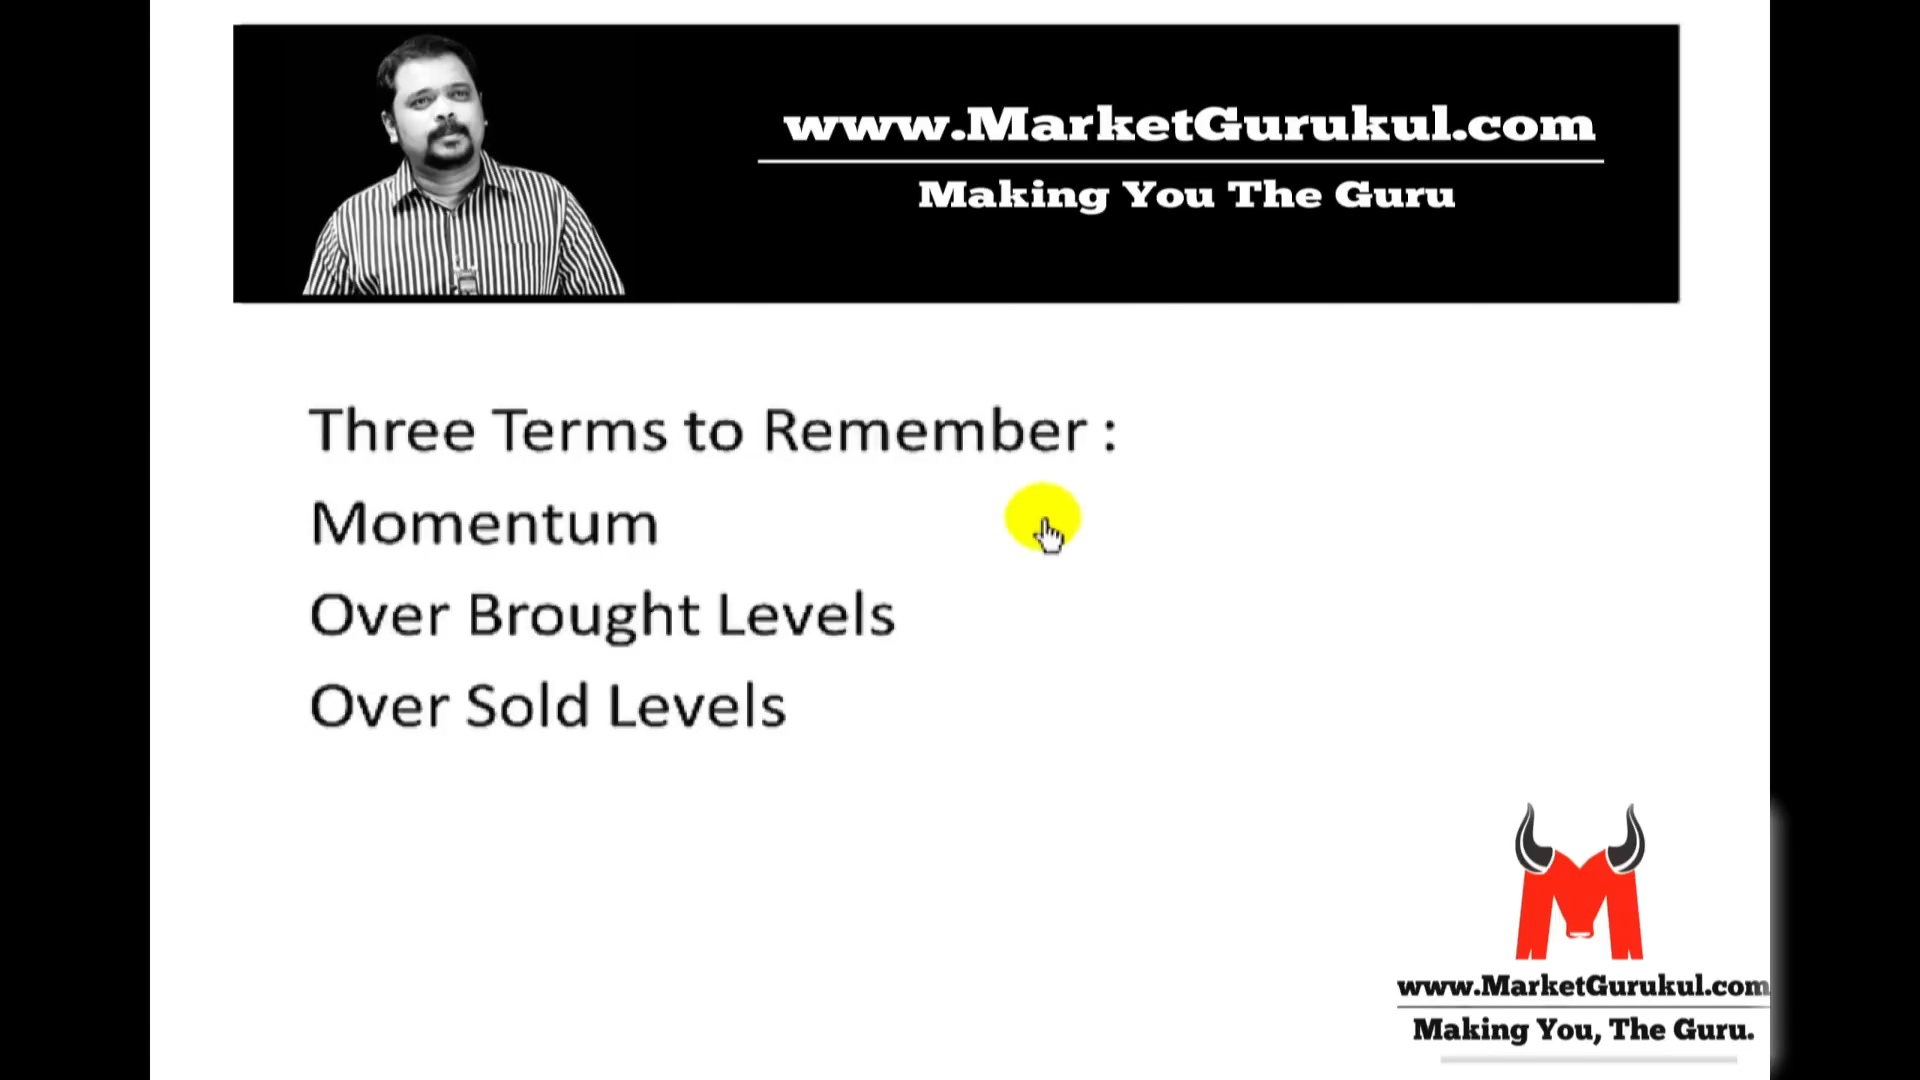 www.MarketGurukul.com
Making You The Guru
Three Terms to Remember :
Momentum
Over Brought Levels
Over Sold Levels
www.MarketGurukul.com
Making You, The Guru.